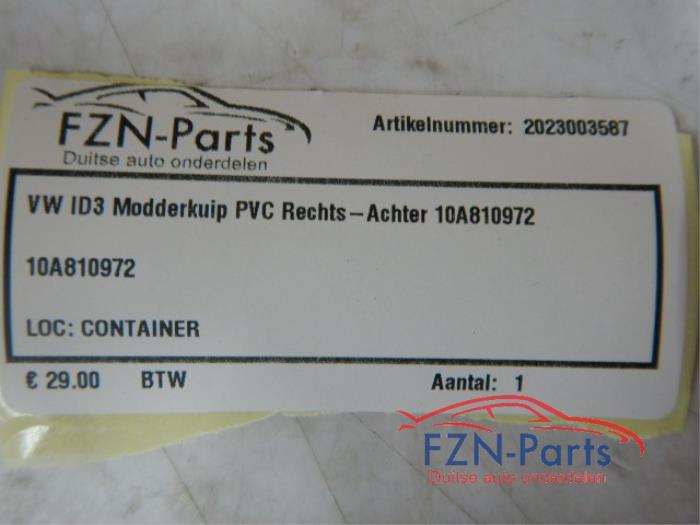 FZN-Parts
Duitse auto onderdelen
Artikelnummer: 2023003587
VW ID3 Modderkuip PVC Rechts-Achter 10A810972
10A810972
LOC: CONTAINER
€ 29.00 BTW Aantal: 1
FZN-Parts
Duitse auto onderdelen